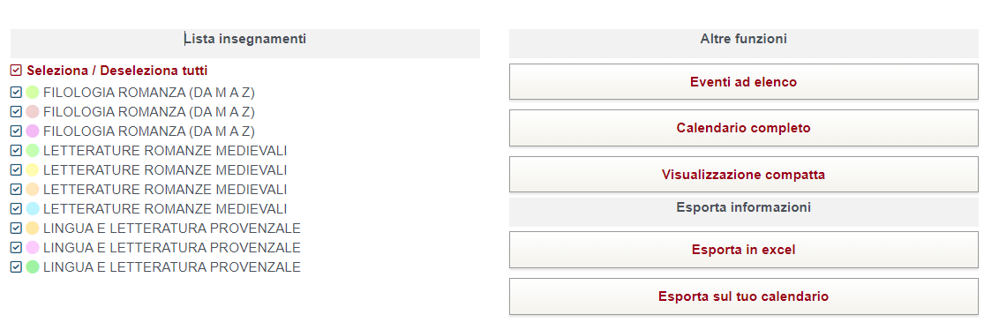 Lista insegnamenti
Seleziona / Deseleziona tutti
FILOLOGIA ROMANZA (DA M A Z)
FILOLOGIA ROMANZA (DA M A Z)
FILOLOGIA ROMANZA (DA M A Z)
LETTERATURE ROMANZE MEDIEVALI
LETTERATURE ROMANZE MEDIEVALI
LETTERATURE ROMANZE MEDIEVALI
LETTERATURE ROMANZE MEDIEVALI
LINGUA E LETTERATURA PROVENZALE
LINGUA E LETTERATURA PROVENZALE
LINGUA E LETTERATURA PROVENZALE
Altre funzioni
Eventi ad elenco
Calendario completo
Visualizzazione compatta
Esporta informazioni
Esporta in excel
Esporta sul tuo calendario